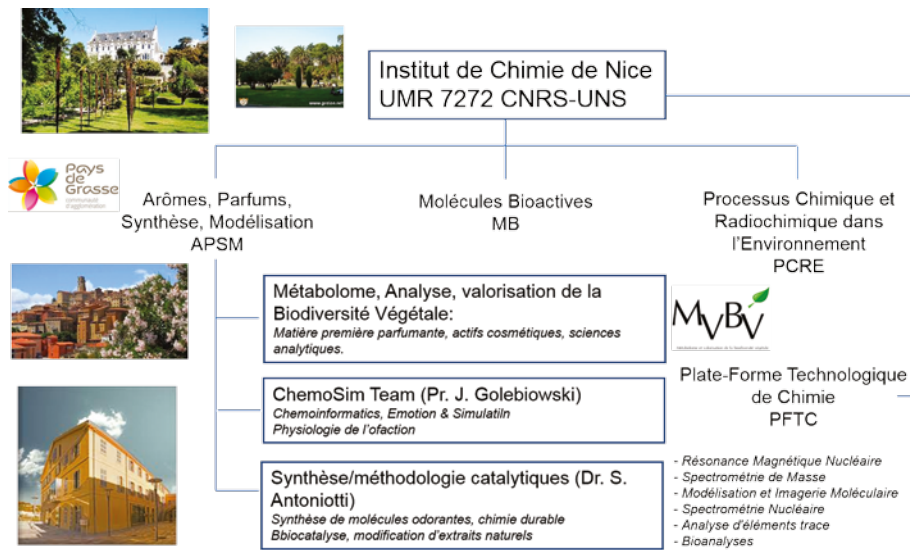 Institut de Chimie de Nice
UMR 7272 CNRS-UNS
Pays
de Grasse
communauté
d'agglomération
Arômes, Parfums,
Synthèse, Modélisation
APSM
Molécules Bioactives
MB
Processus Chimique et
Radiochimique dans
l'Environnement
PCRE
Métabolome, Analyse, valorisation de la
Biodiversité Végétale:
Matière première parfumante, actifs cosmétiques, sciences
analytiques.
MVBV
ChemoSim Team (Pr. J. Golebiowski)
Chemoinformatics, Emotion & Simulatiln
Physiologie de l'ofaction
Plate-Forme Technologique
de Chimie
PFTC
Synthèse/méthodologie catalytiques (Dr. S.
Antoniotti)
Synthèse de molécules odorantes, chimie durable
Bbiocatalyse, modification d'extraits naturels
- Résonance Magnétique Nucléaire
- Spectrométrie de Masse
- Modélisation et Imagerie Moléculaire
- Spectrométrie Nucléaire
- Analyse d'éléments trace
- Bioanalyses